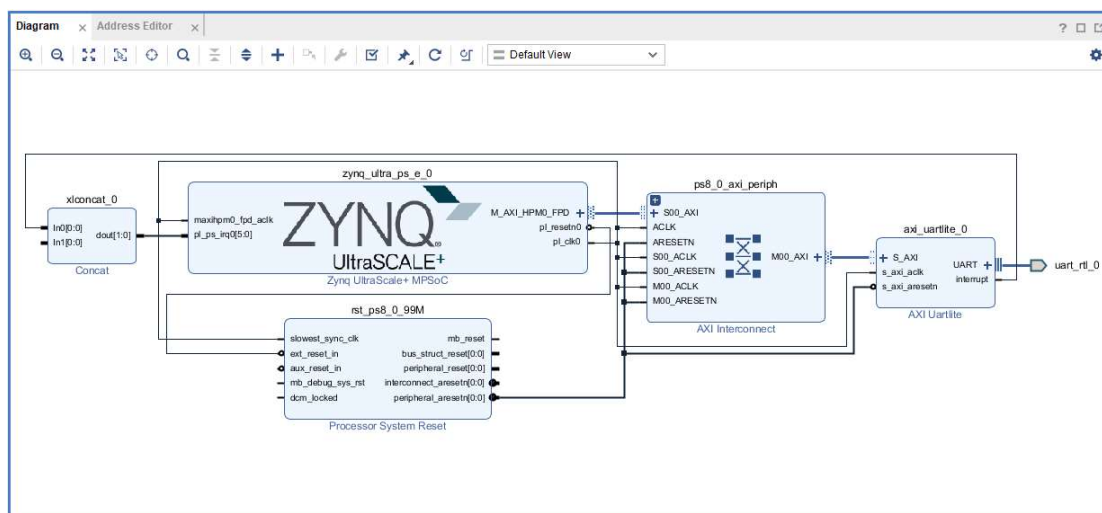 Diagram
Address Editor
Default View
xlconcat_0
In0[0:0]
In1[0:0]
dout[1:0]
Concat
zynq_ultra_ps_e_0
maxihpm0_fpd_aclk
pl_ps_irq0[5:0]
ZYNQ
UltraSCALE+
M_AXI_HPM0_FPD
pl_resetn0
pl_clk0
Zynq UltraScale+ MPSoC
ps8_0_axi_periph
S00_AXI
ACLK
ARESETN
S00_ACLK
S00_ARESETN
M00_ACLK
M00_ARESETN
M00_AXI
AXI Interconnect
axi_uartlite_0
S_AXI
s_axi_aclk
s_axi_aresetn
UART
interrupt
AXI Uartlite
uart_rtl_0
rst_ps8_0_99M
slowest_sync_clk
ext_reset_in
aux_reset_in
mb_debug_sys_rst
dcm_locked
mb_reset
bus_struct_reset[0:0]
peripheral_reset[0:0]
interconnect_aresetn[0:0]
peripheral_aresetn[0:0]
Processor System Reset